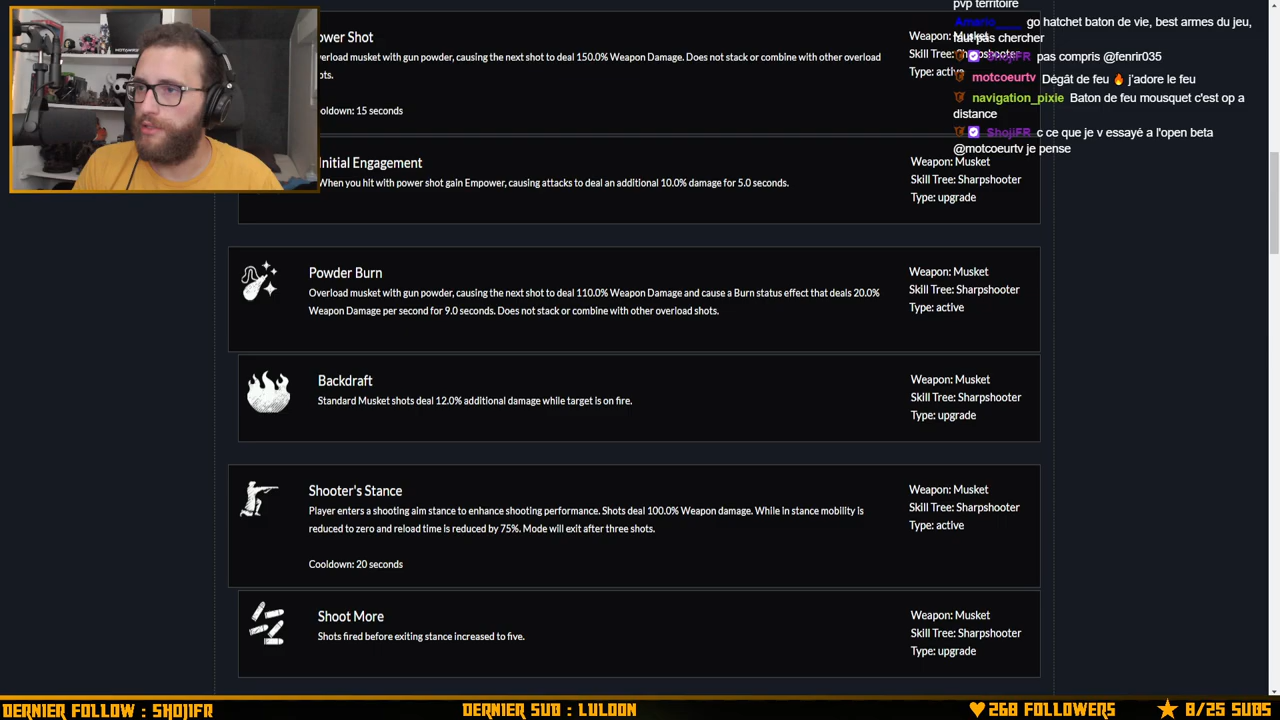 pvp territoire
Amano____ go hatchet baton de vie, best armes du jeu,
faut pas chercher
ShojiFR pas compris @fenrir035
motcoeurtv Dégât de feu 🔥 j'adore le feu
navigation_pixie Baton de feu mousquet c'est op a
distance
ShojiFR c ce que je v essayé a l'open beta
@motcoeurtv je pense
ower Shot
verload musket with gun powder, causing the next shot to deal 150.0% Weapon Damage. Does not stack or combine with other overload
ots.
ooldown: 15 seconds
Weapon: Musket
Skill Tree: Sharpshooter
Type: active
Initial Engagement
When you hit with power shot gain Empower, causing attacks to deal an additional 10.0% damage for 5.0 seconds.
Weapon: Musket
Skill Tree: Sharpshooter
Type: upgrade
Powder Burn
Overload musket with gun powder, causing the next shot to deal 110.0% Weapon Damage and cause a Burn status effect that deals 20.0%
Weapon Damage per second for 9.0 seconds. Does not stack or combine with other overload shots.
Weapon: Musket
Skill Tree: Sharpshooter
Type: active
Backdraft
Standard Musket shots deal 12.0% additional damage while target is on fire.
Weapon: Musket
Skill Tree: Sharpshooter
Type: upgrade
Shooter's Stance
Player enters a shooting aim stance to enhance shooting performance. Shots deal 100.0% Weapon damage. While in stance mobility is
reduced to zero and reload time is reduced by 75%. Mode will exit after three shots.
Cooldown: 20 seconds
Weapon: Musket
Skill Tree: Sharpshooter
Type: active
Shoot More
Shots fired before exiting stance increased to five.
Weapon: Musket
Skill Tree: Sharpshooter
Type: upgrade
DERNIER FOLLOW : SHOJIFR
DERNIER SUB : LULOON
268 FOLLOWERS
8/25 SUBS